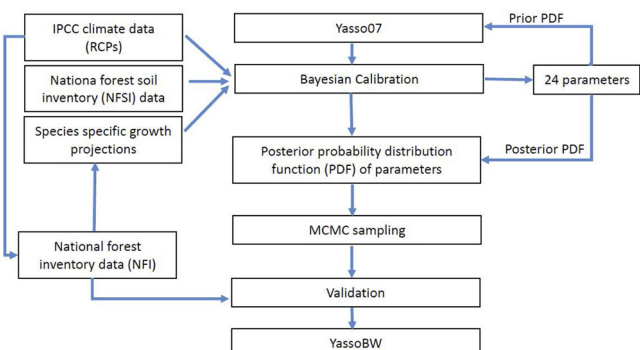 IPCC climate data
(RCPs)
Nationa forest soil
inventory (NFSI) data
Species specific growth
projections
National forest
inventory data (NFI)
Yasso07
Bayesian Calibration
Posterior probability distribution
function (PDF) of parameters
MCMC sampling
Validation
YassoBW
Prior PDF
24 parameters
Posterior PDF